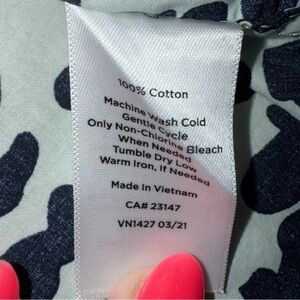 100% Cotton
Machine Wash Cold
Gentle Cycle
Only Non-Chlorine Bleach
When Needed
Tumble Dry Low
Warm Iron, if Needed
Made in Vietnam
CA# 23147
VN1427 03/21